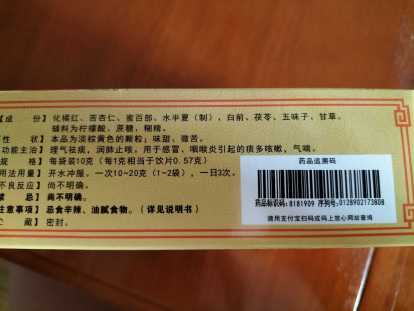 成 份】 化橘红、苦杏仁、蜜百部、水半夏(制)、白前、茯苓、五味子、甘草。
辅料为柠檬酸、蔗糖、糊精。
性 状】 本品为淡棕黄色的颗粒;味甜、微苦。
功能主治】 理气祛痰,润肺止咳。用于感冒、咽喉炎引起的痰多咳嗽,气喘。
规 格】 每袋装10克(每1克相当于饮片0.57克)
用法用量】 开水冲服,一次10~20克(1~2袋),一日3次。
不良反应】 尚不明确。
忌】 尚不明确。
注意事项】 忌食辛辣、油腻食物。(详见说明书)
贮 藏】 密封。
药品追溯码
药品标识码:8181909 序列号:0128902173808
请用支付宝扫码或码上放心网站查询